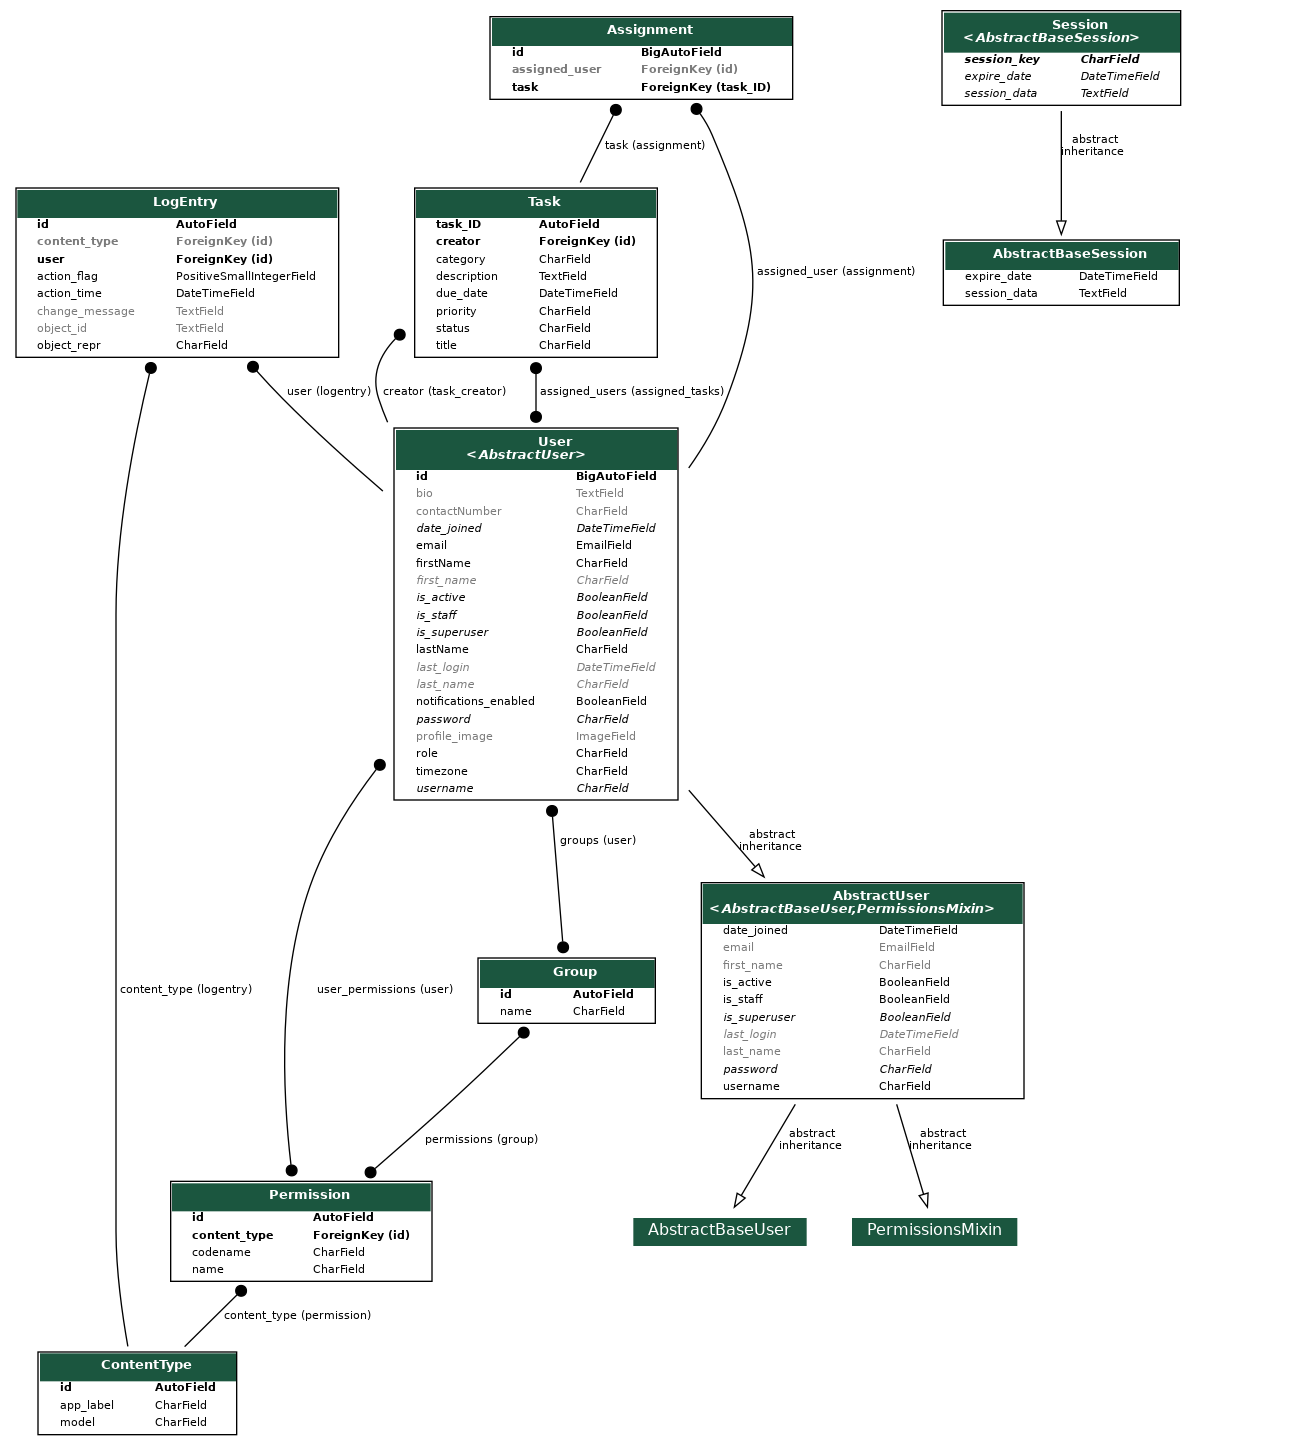 Assignment
id BigAutoField
assigned_user ForeignKey (id)
task ForeignKey (task_ID)
Session
<AbstractBaseSession>
session_key CharField
expire_date DateTimeField
session_data TextField
task (assignment)
abstract
inheritance
LogEntry
id AutoField
content_type ForeignKey (id)
user ForeignKey (id)
action_flag PositiveSmallIntegerField
action_time DateTimeField
change_message TextField
object_id TextField
object_repr CharField
Task
task_ID AutoField
creator ForeignKey (id)
category CharField
description TextField
due_date DateTimeField
priority CharField
status CharField
title CharField
assigned_user (assignment)
AbstractBaseSession
expire_date DateTimeField
session_data TextField
user (logentry)
creator (task_creator)
assigned_users (assigned_tasks)
User
<AbstractUser>
id BigAutoField
bio TextField
contactNumber CharField
date_joined DateTimeField
email EmailField
firstName CharField
first_name CharField
is_active BooleanField
is_staff BooleanField
is_superuser BooleanField
lastName CharField
last_login DateTimeField
last_name CharField
notifications_enabled BooleanField
password CharField
profile_image ImageField
role CharField
timezone CharField
username CharField
groups (user)
abstract
inheritance
AbstractUser
<AbstractBaseUser,PermissionsMixin>
date_joined DateTimeField
email EmailField
first_name CharField
is_active BooleanField
is_staff BooleanField
is_superuser BooleanField
last_login DateTimeField
last_name CharField
password CharField
username CharField
content_type (logentry)
user_permissions (user)
Group
id AutoField
name CharField
permissions (group)
abstract
inheritance
abstract
inheritance
Permission
id AutoField
content_type ForeignKey (id)
codename CharField
name CharField
AbstractBaseUser
PermissionsMixin
content_type (permission)
ContentType
id AutoField
app_label CharField
model CharField